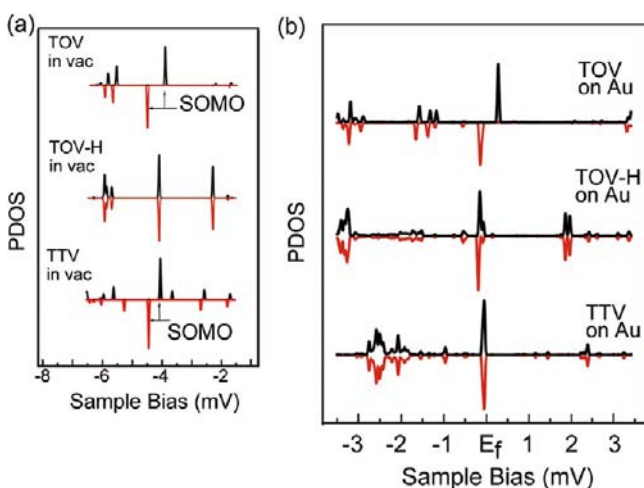 (a)
TOV
in vac
SOMO
TOV-H
in vac
TTV
in vac
SOMO
PDOS
-8 -6 -4 -2
Sample Bias (mV)
(b)
TOV
on Au
TOV-H
on Au
TTV
on Au
PDOS
-3 -2 -1 Ef 1 2 3
Sample Bias (mV)